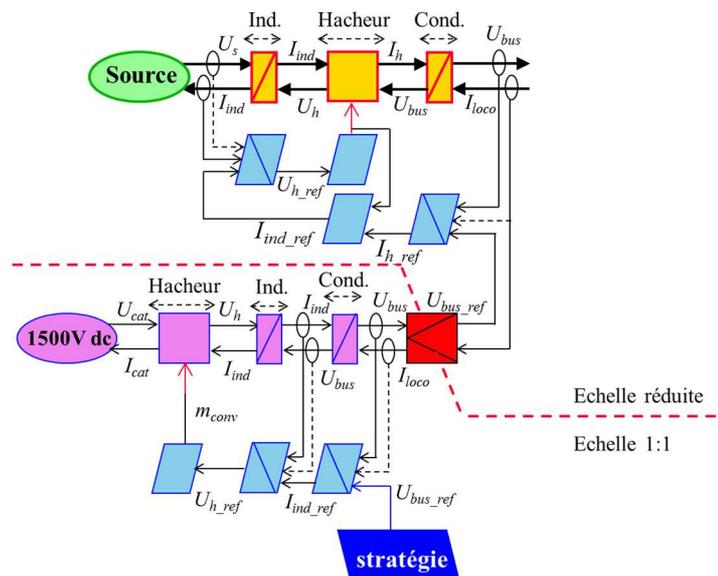 Ind. Hacheur Cond.
U_s I_ind I_h U_bus
Source
I_ind U_h U_bus I_loco
U_h_ref
I_ind_ref I_h_ref
Hacheur Ind. Cond.
U_cat U_h I_ind U_bus U_bus_ref
1500V dc
I_cat I_ind U_bus I_loco
Echelle réduite
m_conv
Echelle 1:1
U_h_ref I_ind_ref U_bus_ref
stratégie